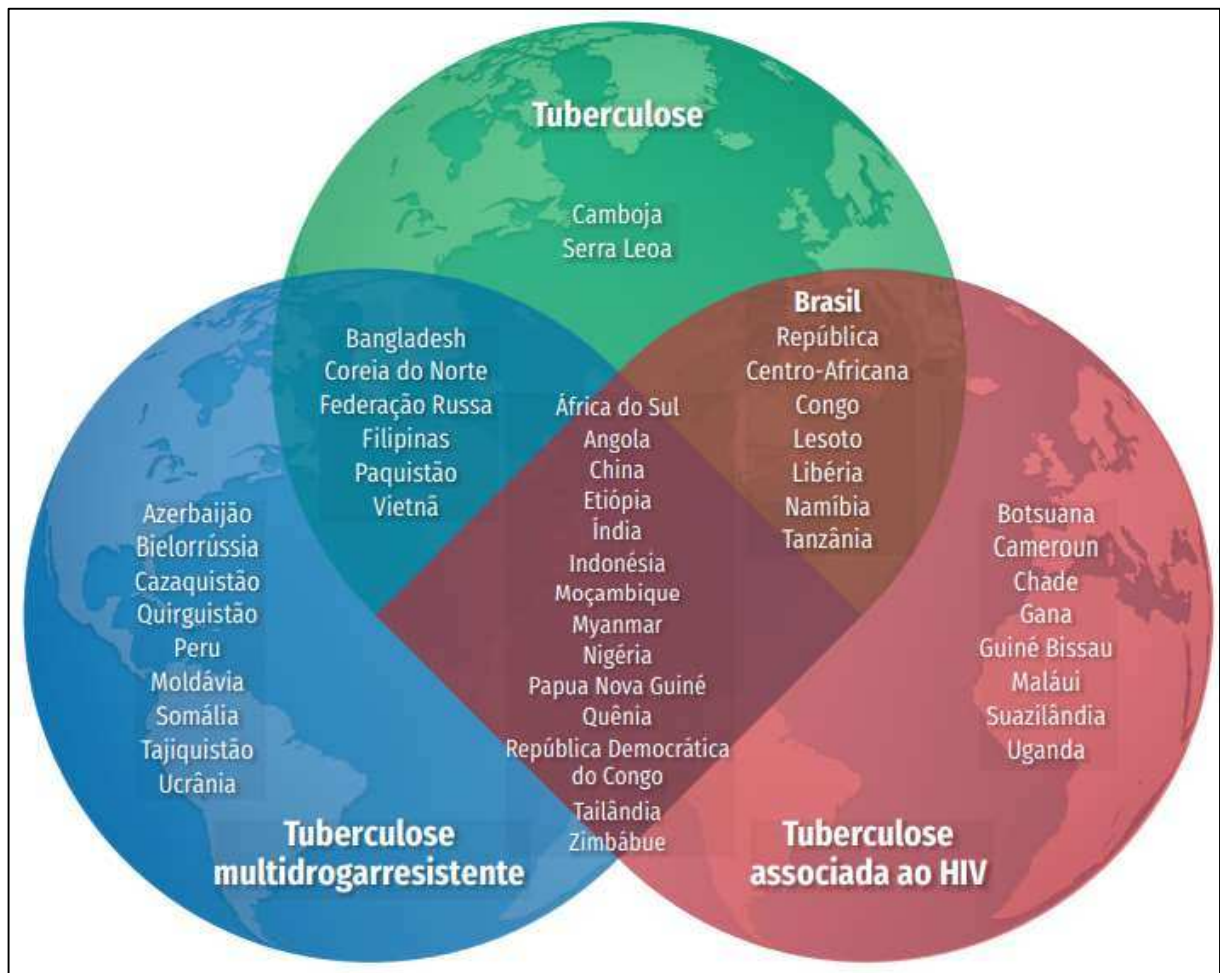 Tuberculose
Camboja
Serra Leoa
Bangladesh
Coreia do Norte
Federação Russa
Filipinas
Paquistão
Vietnã
Brasil
República
Centro-Africana
Congo
Lesoto
Libéria
Namíbia
Tanzânia
África do Sul
Angola
China
Etiópia
Índia
Indonésia
Moçambique
Myanmar
Nigéria
Papua Nova Guiné
Quênia
República Democrática
do Congo
Tailândia
Zimbábue
Azerbaijão
Bielorrússia
Cazaquistão
Quirguistão
Peru
Moldávia
Somália
Tajiquistão
Ucrânia
Botsuana
Cameroun
Chade
Gana
Guiné Bissau
Maláui
Suazilândia
Uganda
Tuberculose
multidrogarresistente
Tuberculose
associada ao HIV